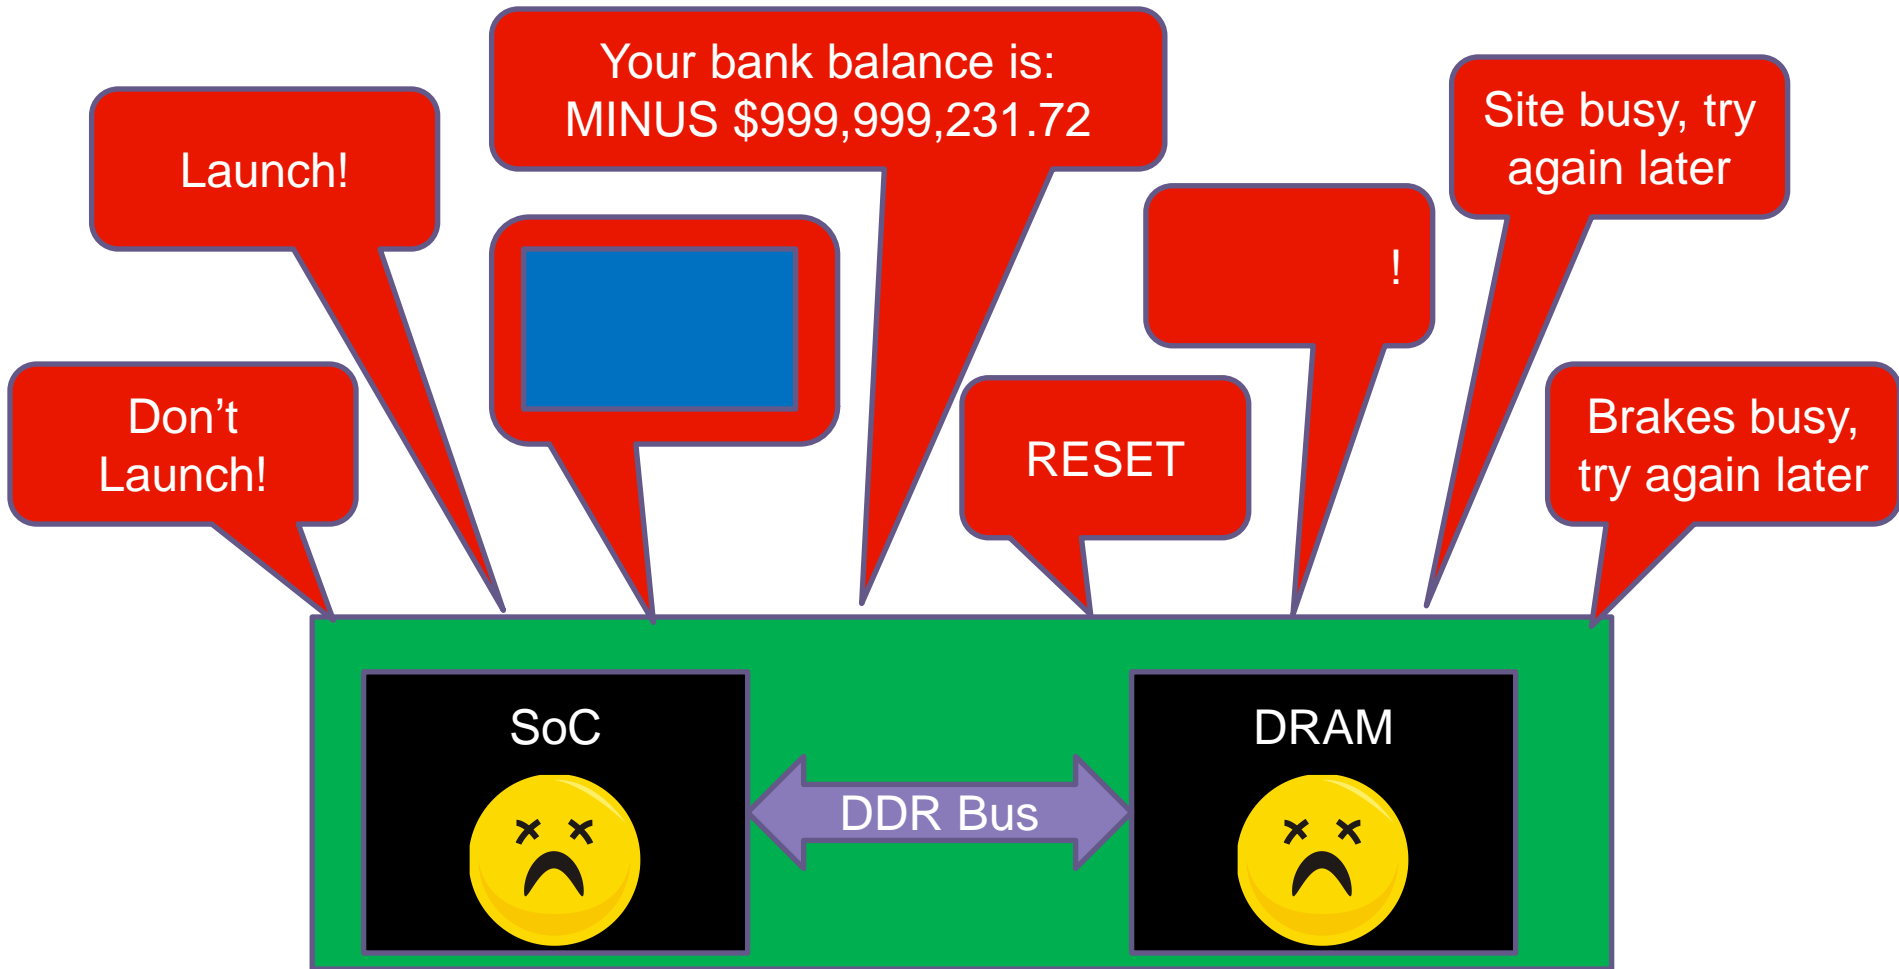 Your bank balance is:
MINUS $999,999,231.72
Site busy, try
again later
Launch!
!
Don’t
Launch!
RESET
Brakes busy,
try again later
SoC
DRAM
DDR Bus